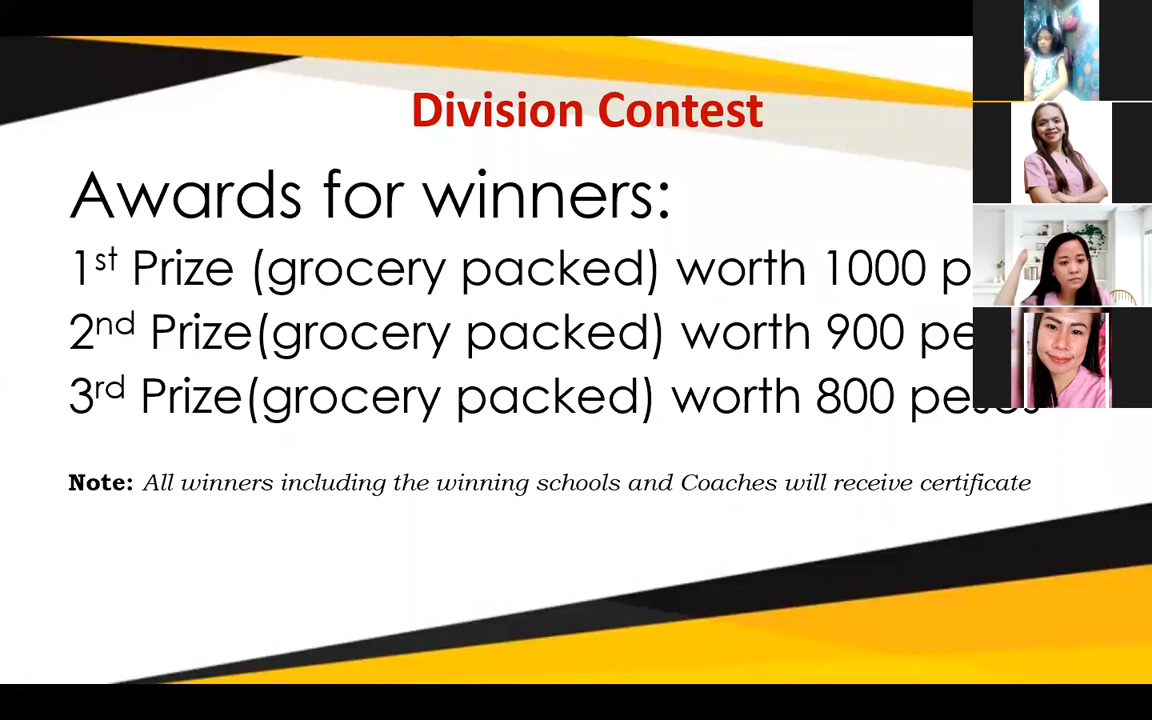 Division Contest
Awards for winners:
1st Prize (grocery packed) worth 1000
2nd Prize(grocery packed) worth 900
3rd Prize(grocery packed) worth 800 pesos
Note: All winners including the winning schools and Coaches will receive certificate